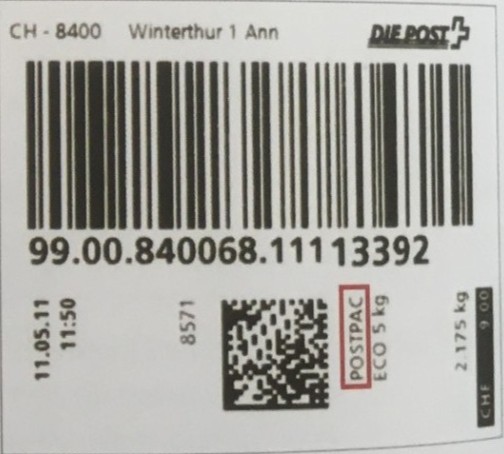 CH - 8400 Winterthur 1 Ann
DIE POST
99.00.840068.11113392
11.05.11
11:50
8571
POSTPAC
ECO 5 kg
2.175 kg
CHF 9.00